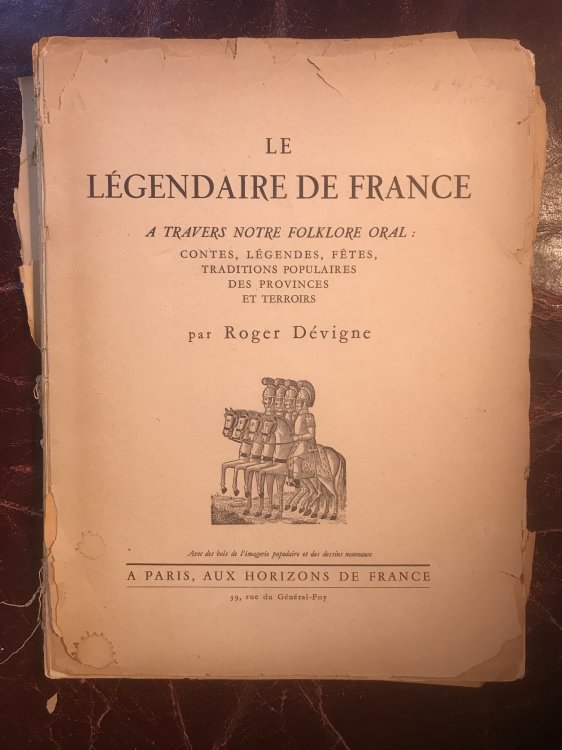 LE
LÉGENDAIRE DE FRANCE
A TRAVERS NOTRE FOLKLORE ORAL :
CONTES, LÉGENDES, FÊTES,
TRADITIONS POPULAIRES
DES PROVINCES
ET TERROIRS
par Roger Dévigne
Avec des bois de l'imagerie populaire et des dessins nouveaux
A PARIS, AUX HORIZONS DE FRANCE
39, rue du Général-Foy